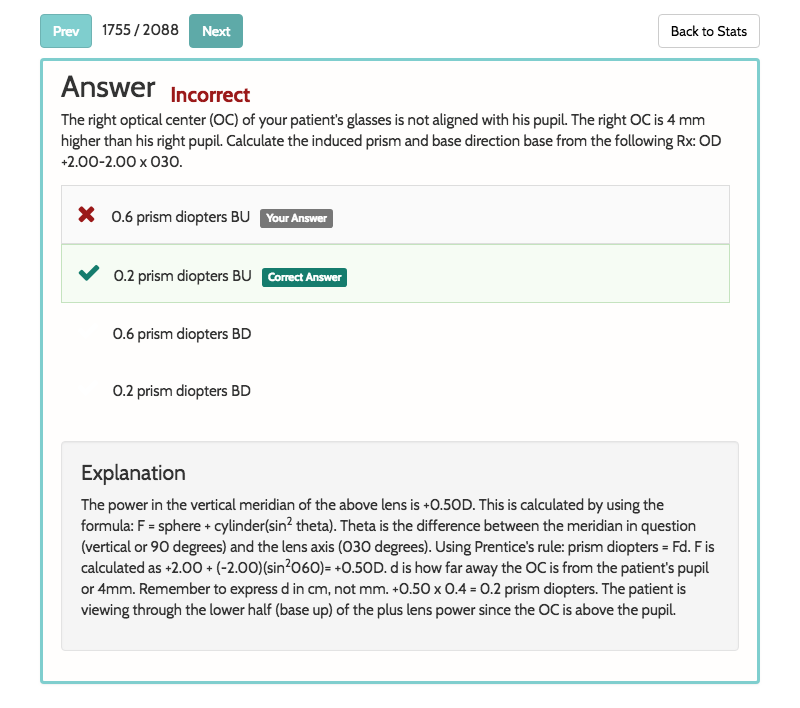 Prev 1755 / 2088 Next Back to Stats
Answer Incorrect
The right optical center (OC) of your patient's glasses is not aligned with his pupil. The right OC is 4 mm
higher than his right pupil. Calculate the induced prism and base direction base from the following Rx: OD
+2.00-2.00 x 030.
0.6 prism diopters BU Your Answer
0.2 prism diopters BU Correct Answer
0.6 prism diopters BD
0.2 prism diopters BD
Explanation
The power in the vertical meridian of the above lens is +0.50D. This is calculated by using the
formula: F = sphere + cylinder(sin² theta). Theta is the difference between the meridian in question
(vertical or 90 degrees) and the lens axis (030 degrees). Using Prentice's rule: prism diopters = Fd. F is
calculated as +2.00 + (-2.00)(sin²060)= +0.50D. d is how far away the OC is from the patient's pupil
or 4mm. Remember to express d in cm, not mm. +0.50 x 0.4 = 0.2 prism diopters. The patient is
viewing through the lower half (base up) of the plus lens power since the OC is above the pupil.